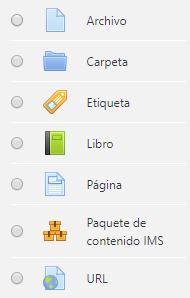 Archivo
Carpeta
Etiqueta
Libro
Página
Paquete de
contenido IMS
URL